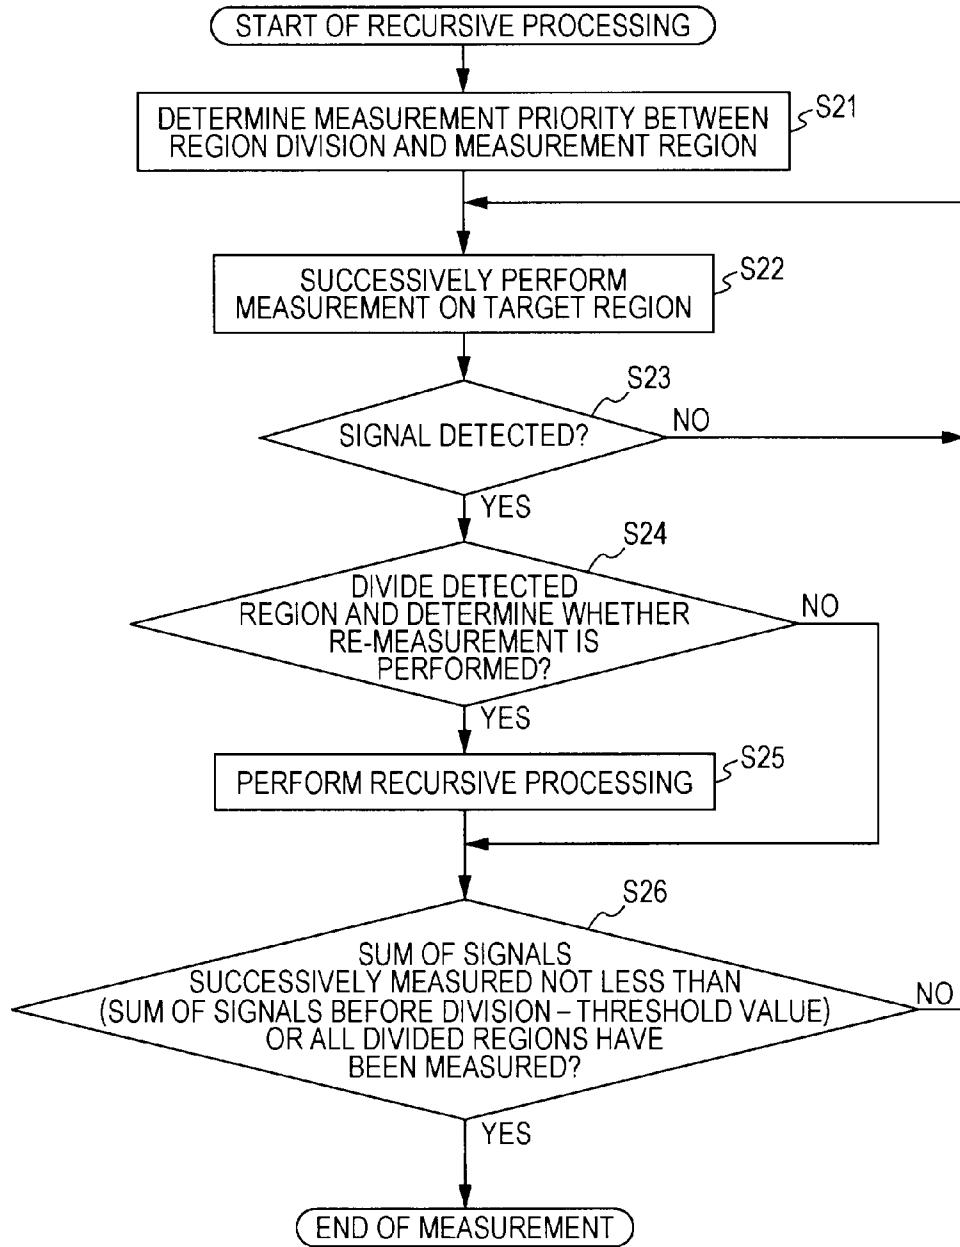 START OF RECURSIVE PROCESSING
DETERMINE MEASUREMENT PRIORITY BETWEEN
REGION DIVISION AND MEASUREMENT REGION
S21
SUCCESSIVELY PERFORM
MEASUREMENT ON TARGET REGION
S22
SIGNAL DETECTED?
S23
NO
YES
DIVIDE DETECTED
REGION AND DETERMINE WHETHER
RE-MEASUREMENT IS
PERFORMED?
S24
NO
YES
PERFORM RECURSIVE PROCESSING
S25
SUM OF SIGNALS
SUCCESSIVELY MEASURED NOT LESS THAN
(SUM OF SIGNALS BEFORE DIVISION – THRESHOLD VALUE)
OR ALL DIVIDED REGIONS HAVE
BEEN MEASURED?
S26
NO
YES
END OF MEASUREMENT